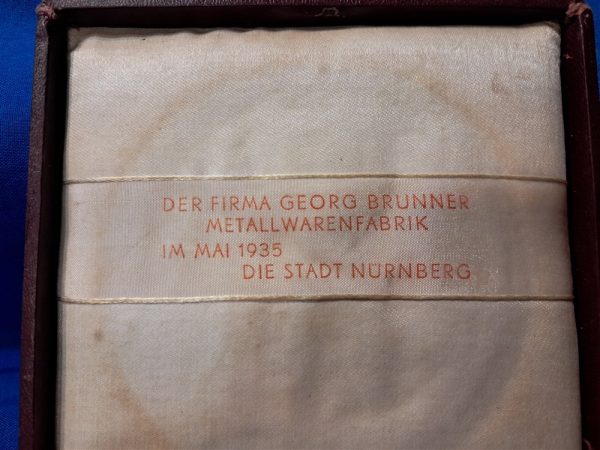 DER FIRMA GEORG BRUNNER
METALLWARENFABRIK
IM MAI 1935
DIE STADT NÜRNBERG